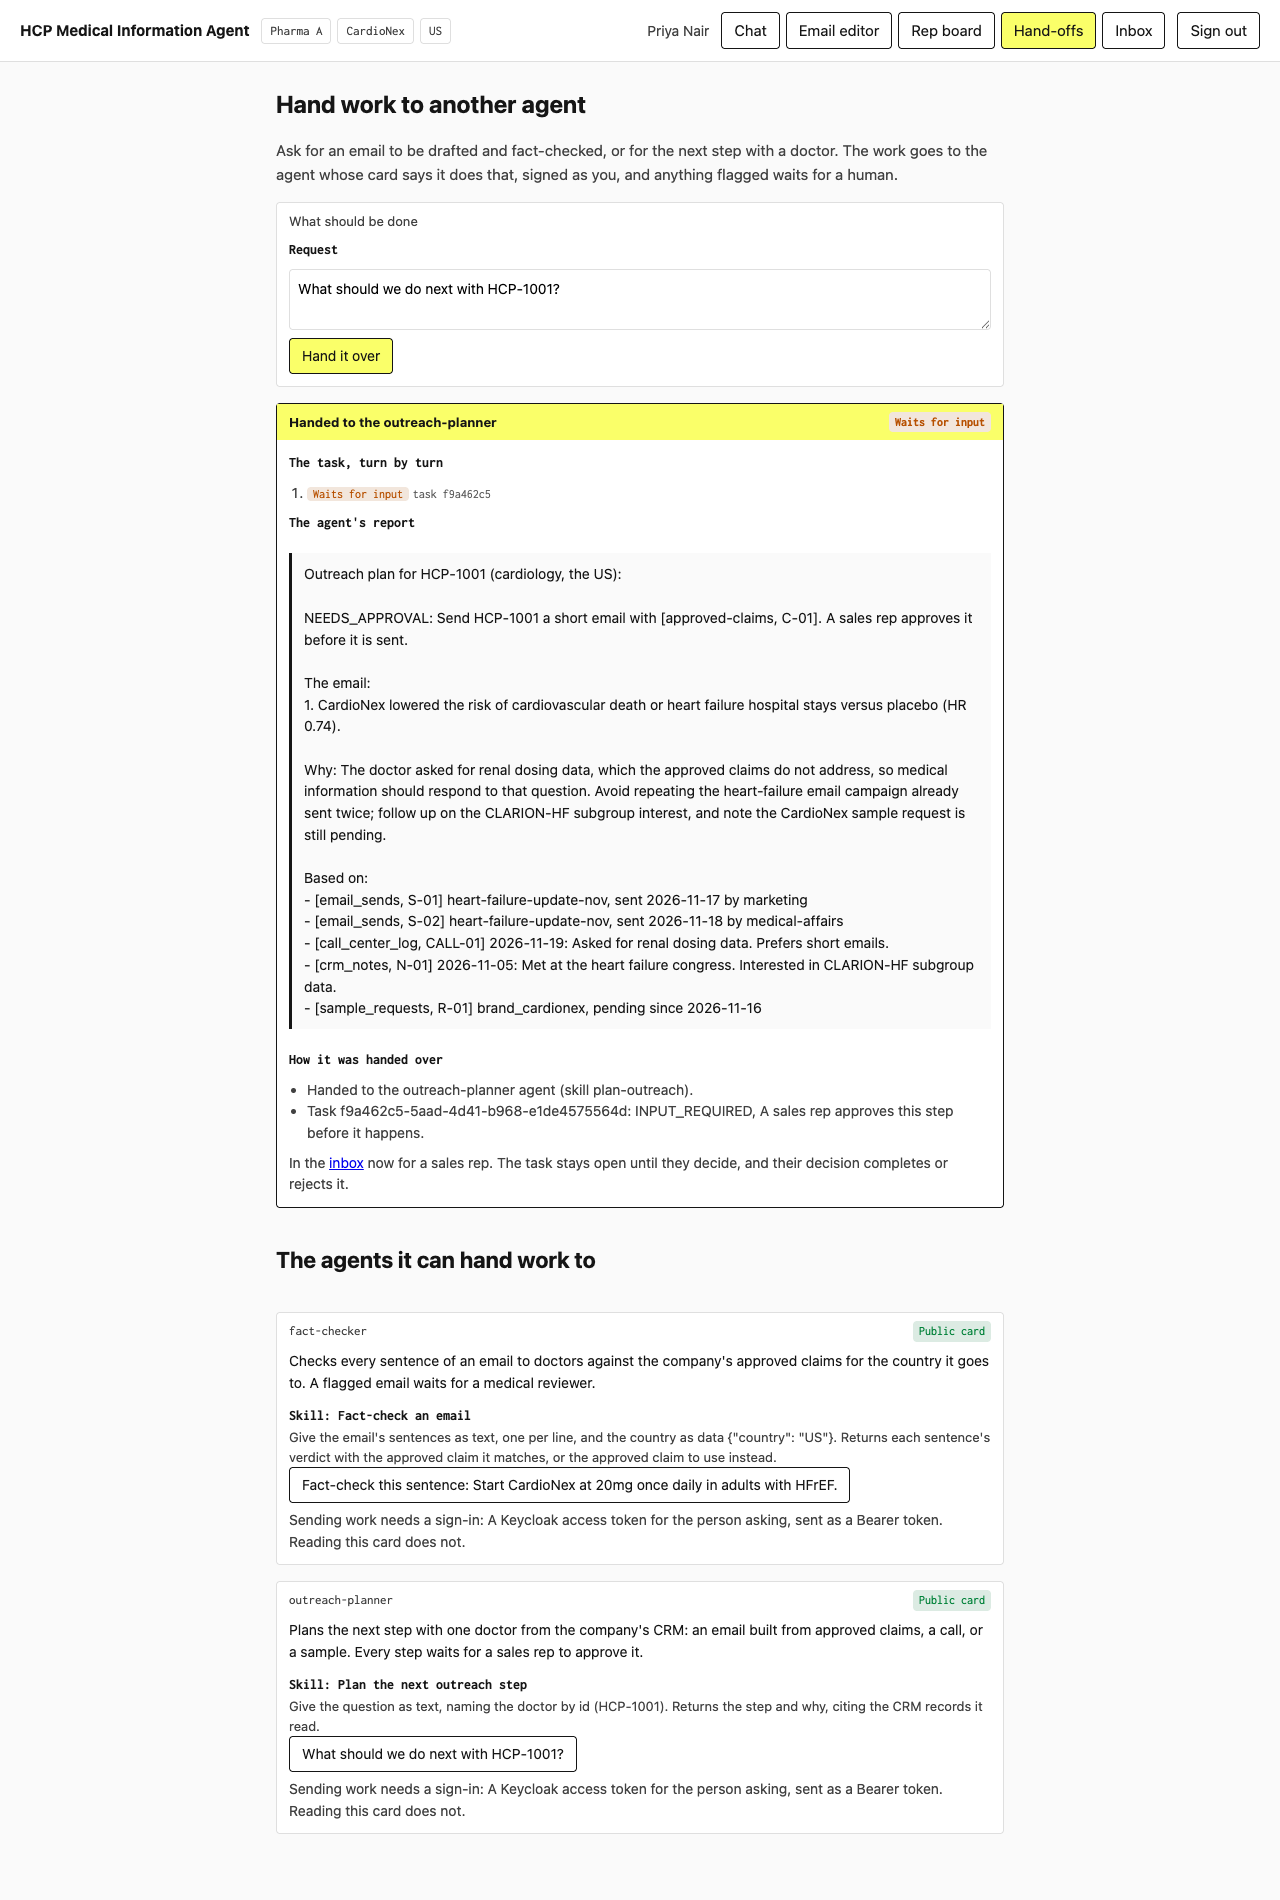 HCP Medical Information Agent
Pharma A
CardioNex
US
Priya Nair
Chat
Email editor
Rep board
Hand-offs
Inbox
Sign out
Hand work to another agent
Ask for an email to be drafted and fact-checked, or for the next step with a doctor. The work goes to the
agent whose card says it does that, signed as you, and anything flagged waits for a human.
What should be done
Request
What should we do next with HCP-1001?
Hand it over
Handed to the outreach-planner
Waits for input
The task, turn by turn
1. Waits for input task f9a462c5
The agent's report
Outreach plan for HCP-1001 (cardiology, the US):
NEEDS_APPROVAL: Send HCP-1001 a short email with [approved-claims, C-01]. A sales rep approves it
before it is sent.
The email:
1. CardioNex lowered the risk of cardiovascular death or heart failure hospital stays versus placebo (HR
0.74).
Why: The doctor asked for renal dosing data, which the approved claims do not address, so medical
information should respond to that question. Avoid repeating the heart-failure email campaign already
sent twice; follow up on the CLARION-HF subgroup interest, and note the CardioNex sample request is
still pending.
Based on:
- [email_sends, S-01] heart-failure-update-nov, sent 2026-11-17 by marketing
- [email_sends, S-02] heart-failure-update-nov, sent 2026-11-18 by medical-affairs
- [call_center_log, CALL-01] 2026-11-19: Asked for renal dosing data. Prefers short emails.
- [crm_notes, N-01] 2026-11-05: Met at the heart failure congress. Interested in CLARION-HF subgroup
data.
- [sample_requests, R-01] brand_cardionex, pending since 2026-11-16
How it was handed over
• Handed to the outreach-planner agent (skill plan-outreach).
• Task f9a462c5-5aad-4d41-b968-e1de4575564d: INPUT_REQUIRED, A sales rep approves this step
before it happens.
In the inbox now for a sales rep. The task stays open until they decide, and their decision completes or
rejects it.
The agents it can hand work to
fact-checker
Public card
Checks every sentence of an email to doctors against the company's approved claims for the country it goes
to. A flagged email waits for a medical reviewer.
Skill: Fact-check an email
Give the email's sentences as text, one per line, and the country as data {"country": "US"}. Returns each sentence's
verdict with the approved claim it matches, or the approved claim to use instead.
Fact-check this sentence: Start CardioNex at 20mg once daily in adults with HFrEF.
Sending work needs a sign-in: A Keycloak access token for the person asking, sent as a Bearer token.
Reading this card does not.
outreach-planner
Public card
Plans the next step with one doctor from the company's CRM: an email built from approved claims, a call, or
a sample. Every step waits for a sales rep to approve it.
Skill: Plan the next outreach step
Give the question as text, naming the doctor by id (HCP-1001). Returns the step and why, citing the CRM records it
read.
What should we do next with HCP-1001?
Sending work needs a sign-in: A Keycloak access token for the person asking, sent as a Bearer token.
Reading this card does not.